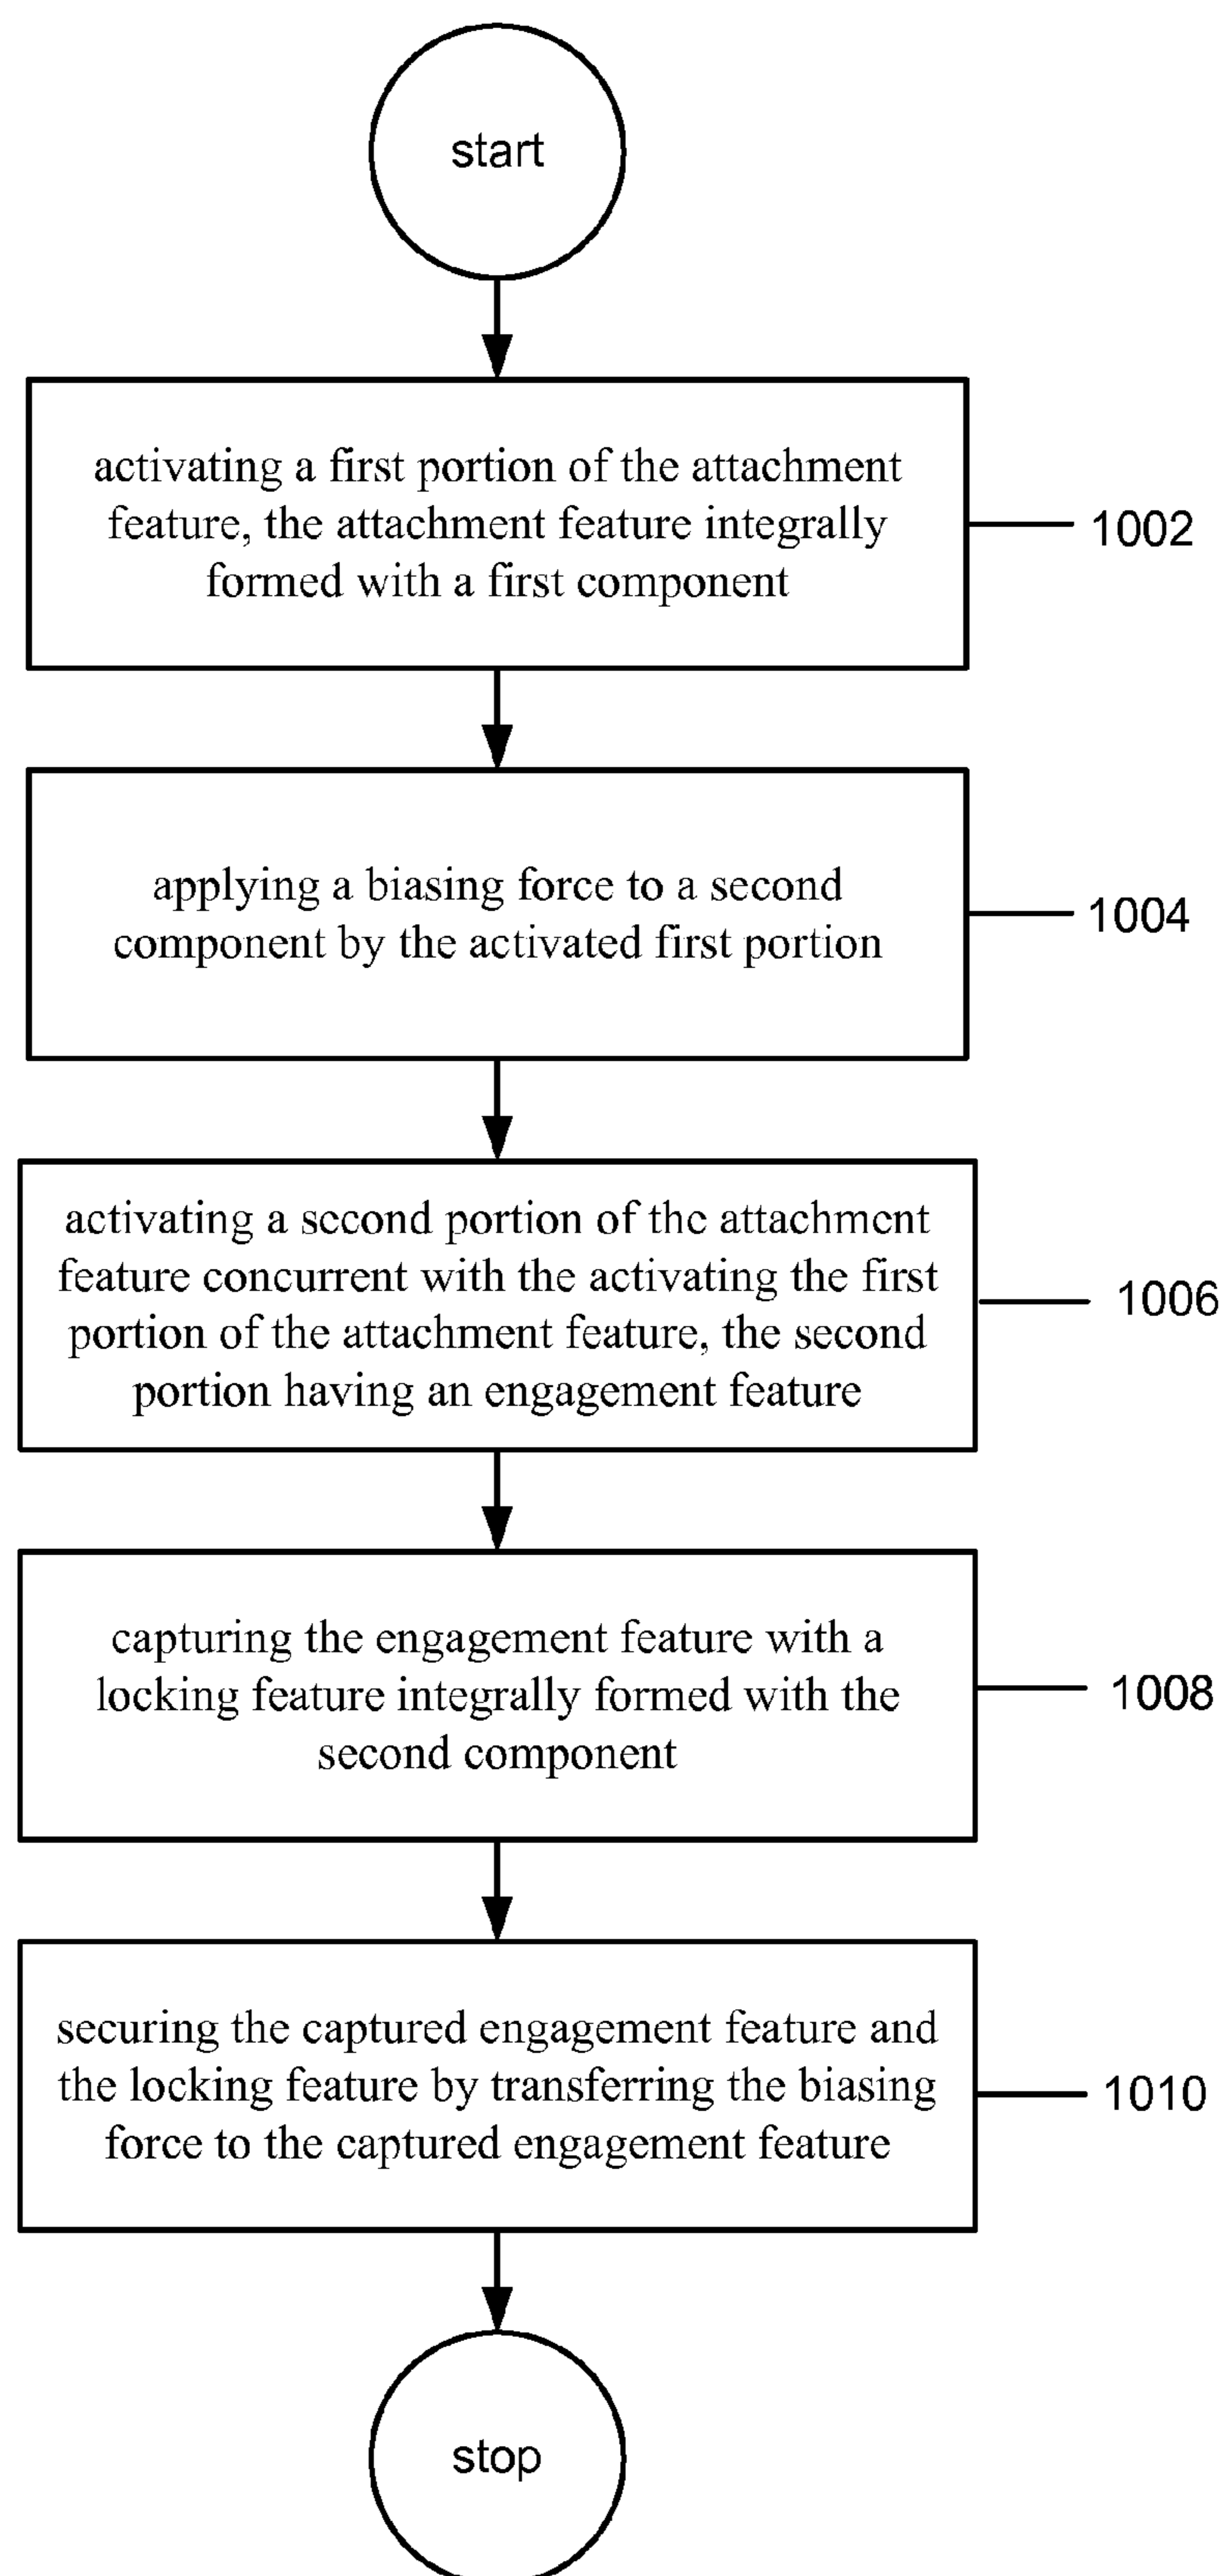 start
activating a first portion of the attachment
feature, the attachment feature integrally
formed with a first component
1002
applying a biasing force to a second
component by the activated first portion
1004
activating a second portion of the attachment
feature concurrent with the activating the first
portion of the attachment feature, the second
portion having an engagement feature
1006
capturing the engagement feature with a
locking feature integrally formed with the
second component
1008
securing the captured engagement feature and
the locking feature by transferring the biasing
force to the captured engagement feature
1010
stop